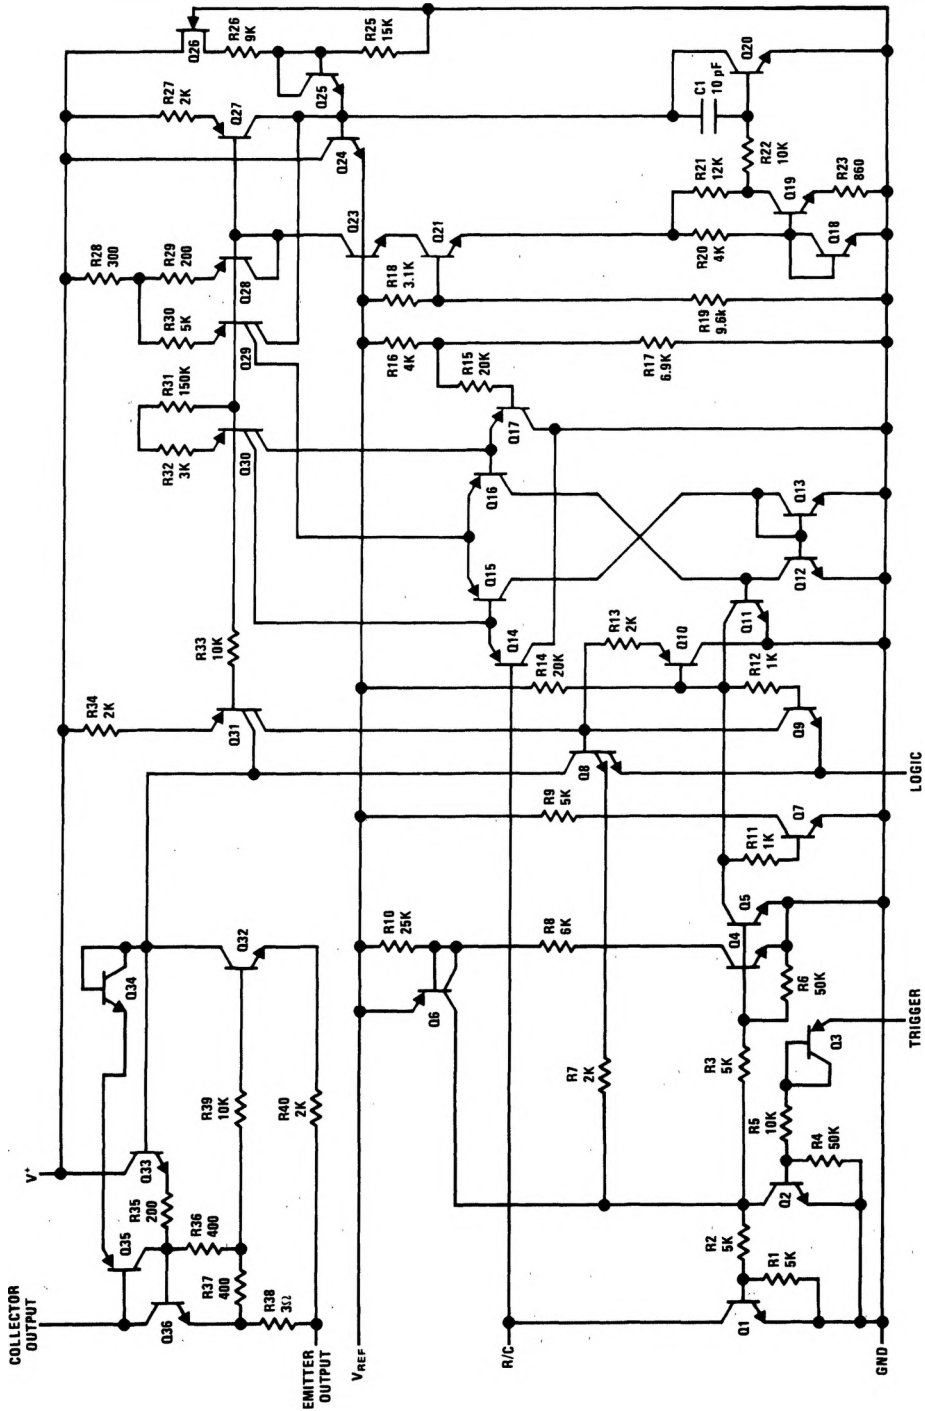 COLLECTOR
OUTPUT
V+
EMITTER
OUTPUT
VREF
R/C
GND
TRIGGER
LOGIC
Q36
Q35
R35
200
R36
400
R37
400
R38
3Ω
Q33
R39
10K
R40
2K
Q34
Q32
R34
2K
Q31
R33
10K
R32
3K
R31
150K
Q30
R30
5K
Q29
R28
300
R29
200
Q28
R27
2K
Q27
Q26
R26
9K
R25
15K
Q25
Q24
Q23
Q21
R18
3.1K
R16
4K
R15
20K
Q17
Q16
Q15
Q14
R14
20K
R13
2K
Q10
R12
1K
Q11
Q12
Q13
R17
6.9K
R19
9.6k
R20
4K
R21
12K
R22
10K
C1
10 pF
Q20
Q19
Q18
R23
860
Q9
Q8
R9
5K
R11
1K
Q7
R10
25K
Q6
R8
6K
R7
2K
Q4
Q5
R6
50K
R3
5K
Q3
R5
10K
R4
50K
Q2
R2
5K
R1
5K
Q1